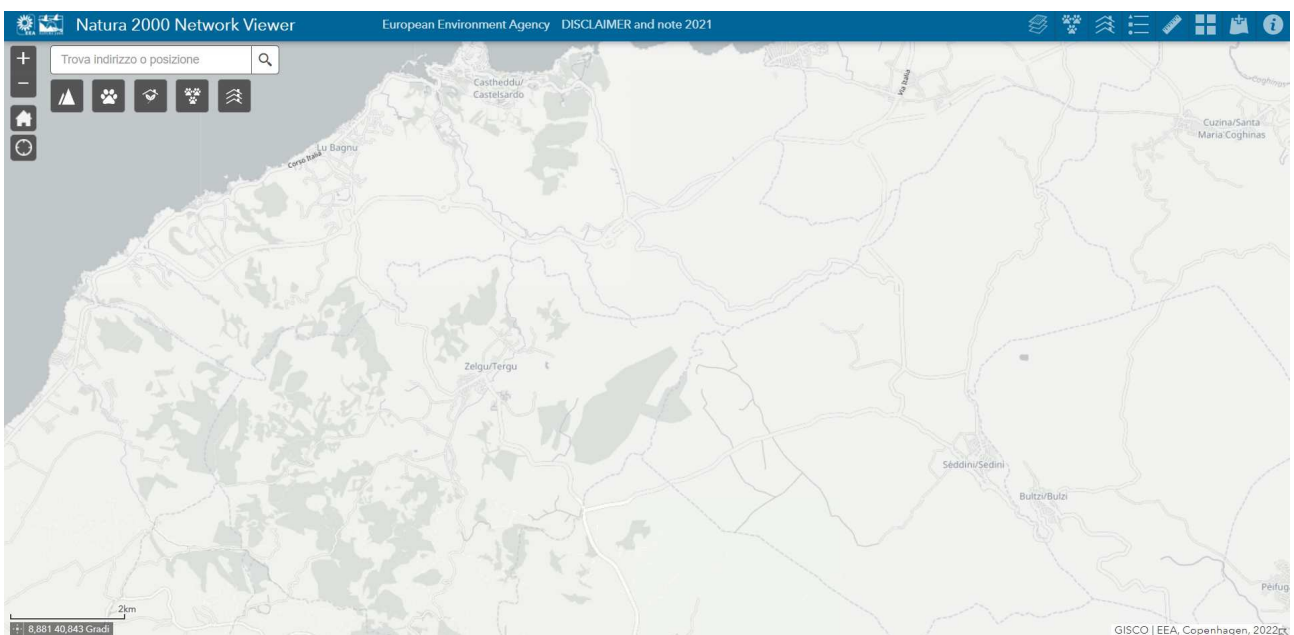 EEA
Natura 2000 Network Viewer
European Environment Agency DISCLAIMER and note 2021
+
Trova indirizzo o posizione
−
Castheddu/
Castelsardo
Via Italia
Cuzina/Santa
Maria Coghinas
Lu Bagnu
Corso Italia
Zelgu/Tergu
Sèddini/Sedini
Bultzi/Bulzi
Pèifug
2km
8,881 40,843 Gradi
GISCO | EEA, Copenhagen, 2022